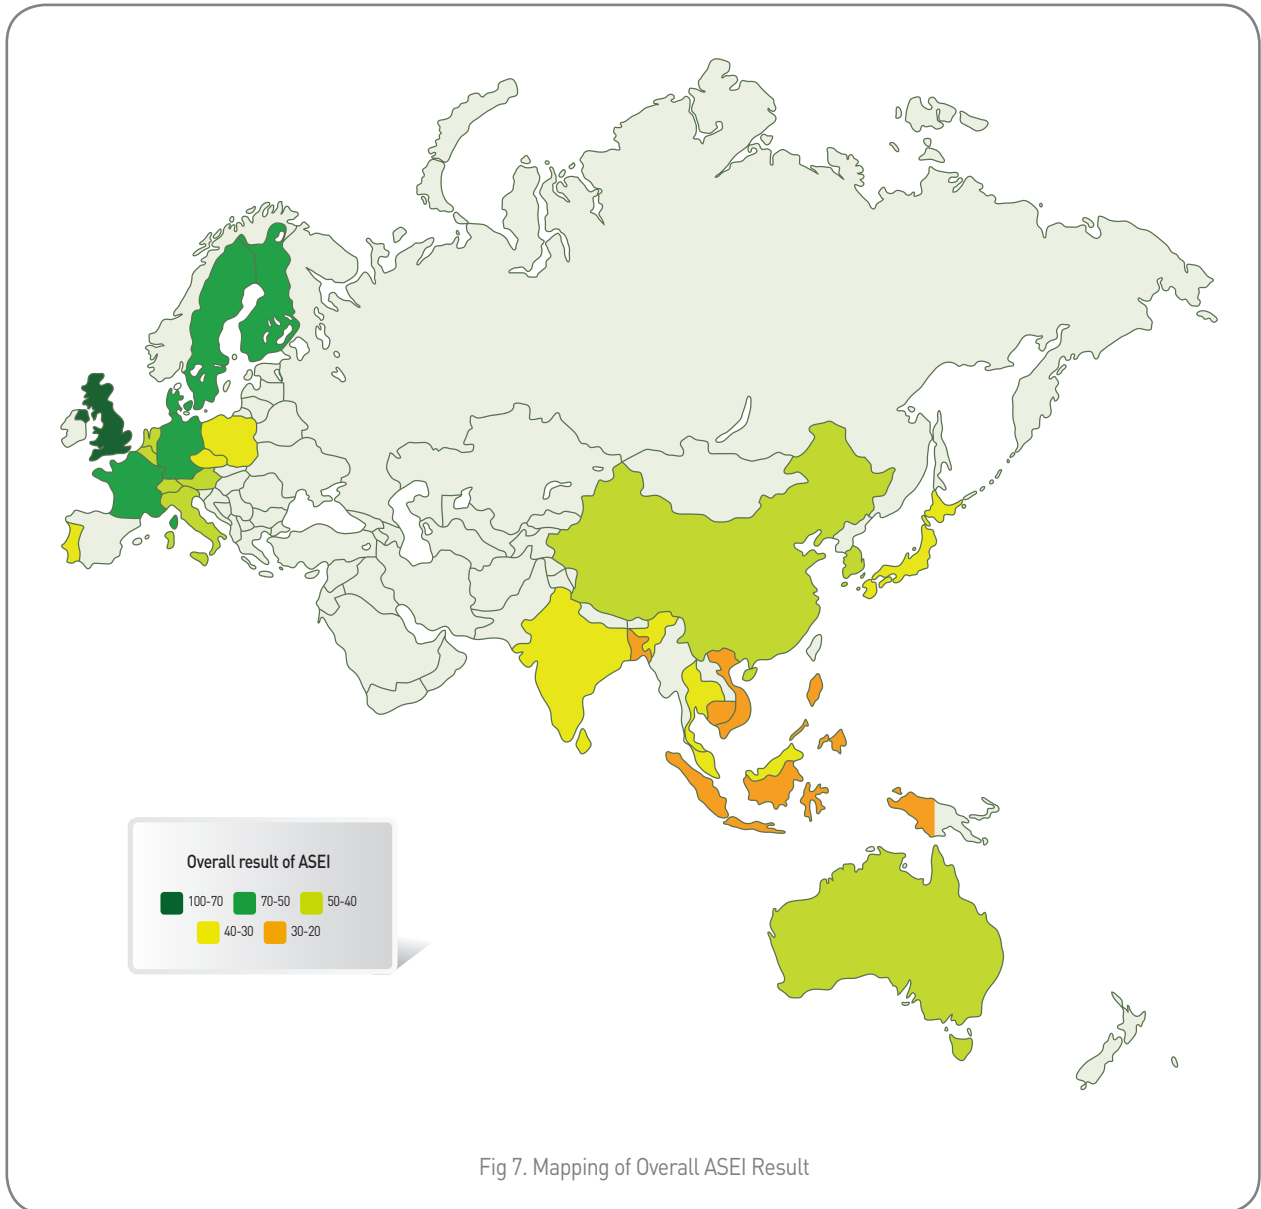 Overall result of ASEI
100-70 70-50 50-40
40-30 30-20
Fig 7. Mapping of Overall ASEI Result